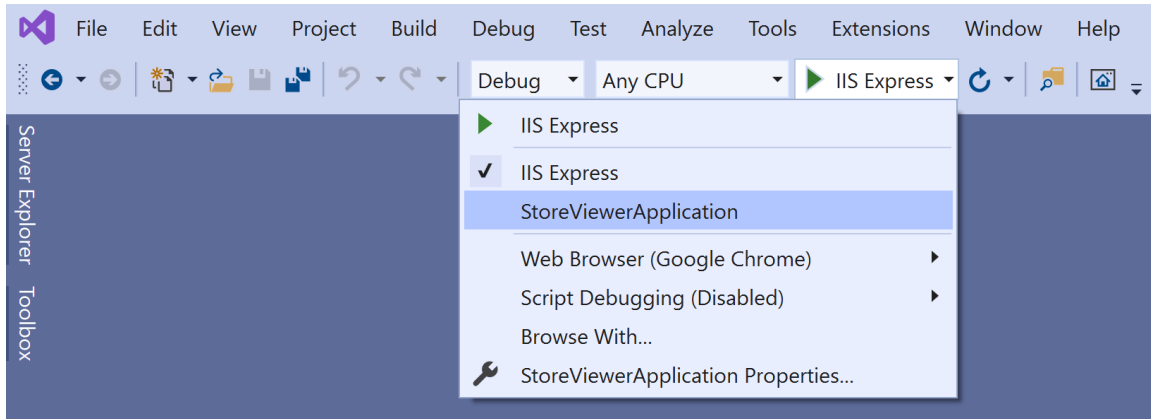 File Edit View Project Build Debug Test Analyze Tools Extensions Window Help
Debug Any CPU IIS Express
IIS Express
IIS Express
StoreViewerApplication
Web Browser (Google Chrome)
Script Debugging (Disabled)
Browse With...
StoreViewerApplication Properties...
Server Explorer
Toolbox